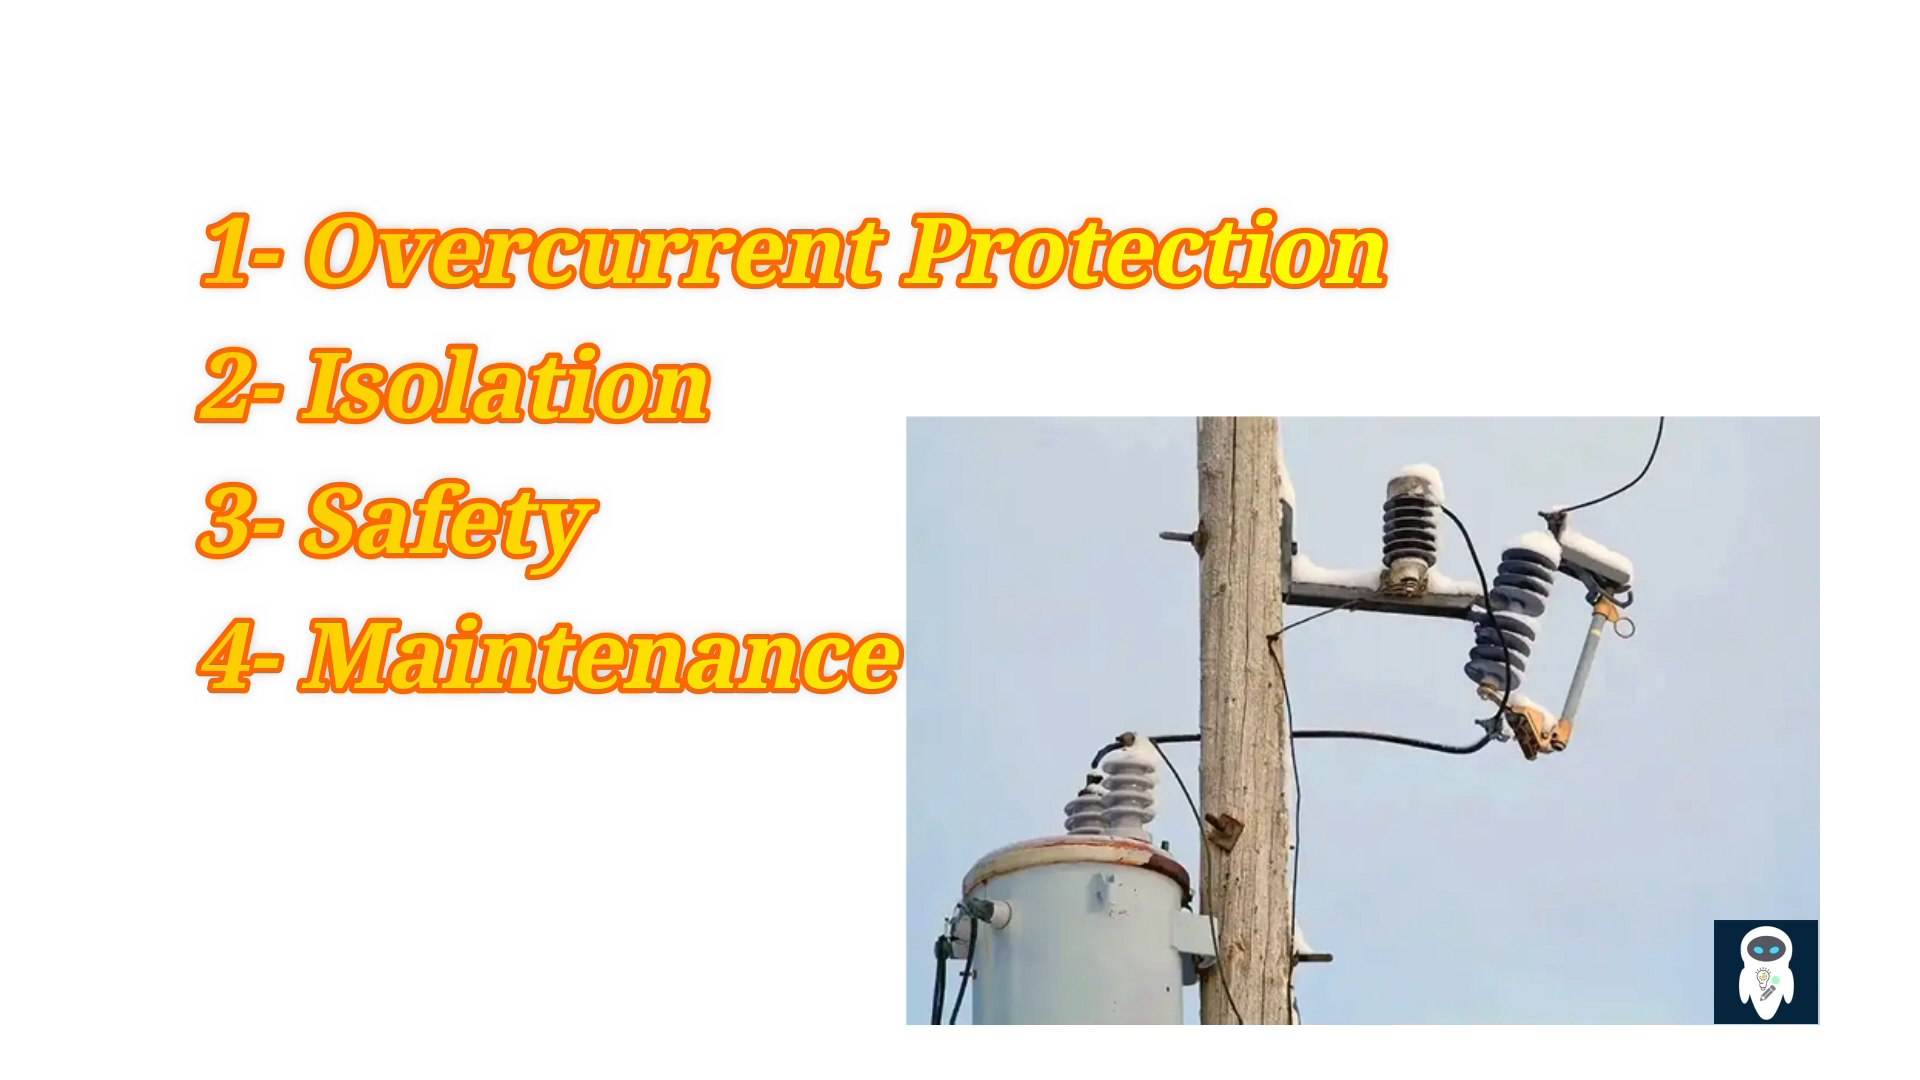 1- Overcurrent Protection
2- Isolation
3- Safety
4- Maintenance